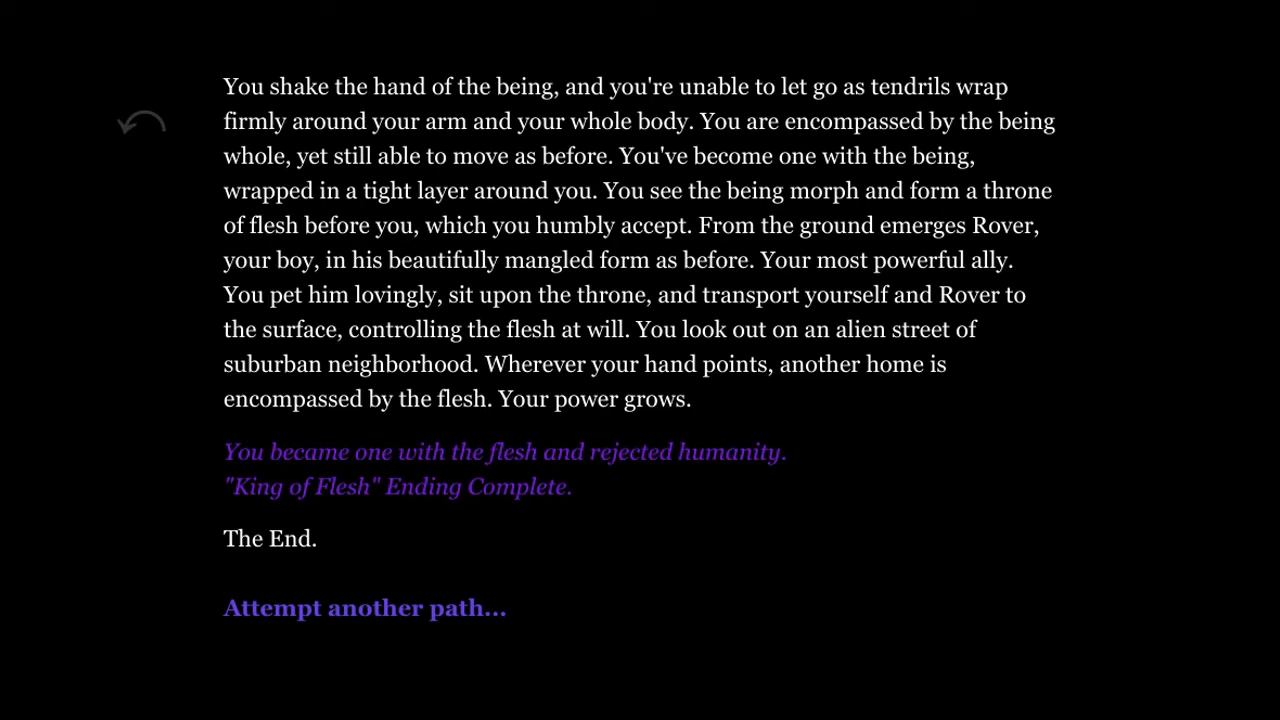 You shake the hand of the being, and you're unable to let go as tendrils wrap
firmly around your arm and your whole body. You are encompassed by the being
whole, yet still able to move as before. You've become one with the being,
wrapped in a tight layer around you. You see the being morph and form a throne
of flesh before you, which you humbly accept. From the ground emerges Rover,
your boy, in his beautifully mangled form as before. Your most powerful ally.
You pet him lovingly, sit upon the throne, and transport yourself and Rover to
the surface, controlling the flesh at will. You look out on an alien street of
suburban neighborhood. Wherever your hand points, another home is
encompassed by the flesh. Your power grows.
You became one with the flesh and rejected humanity.
"King of Flesh" Ending Complete.
The End.
Attempt another path...